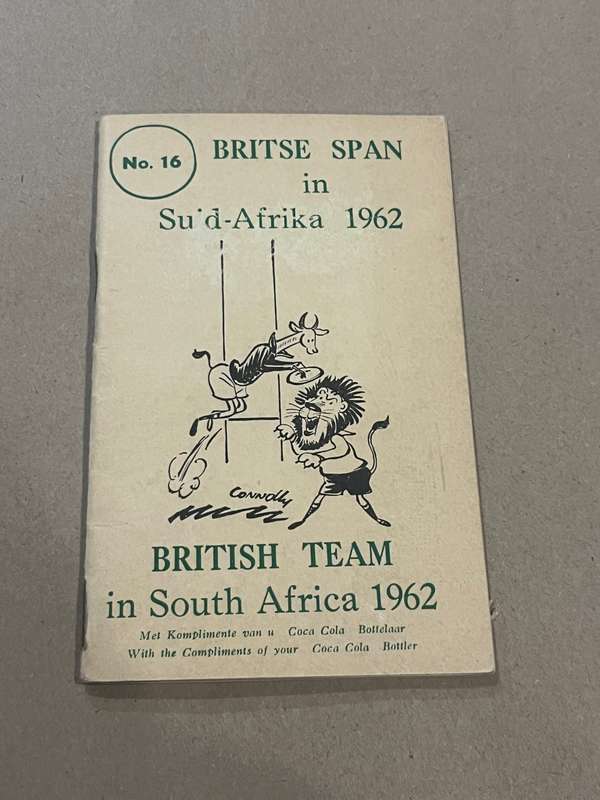 No. 16
BRITSE SPAN
in
Su'd-Afrika 1962
Connolly
BRITISH TEAM
in South Africa 1962
Met Komplimente van u Coca Cola Bottelaar
With the Compliments of your Coca Cola Bottler